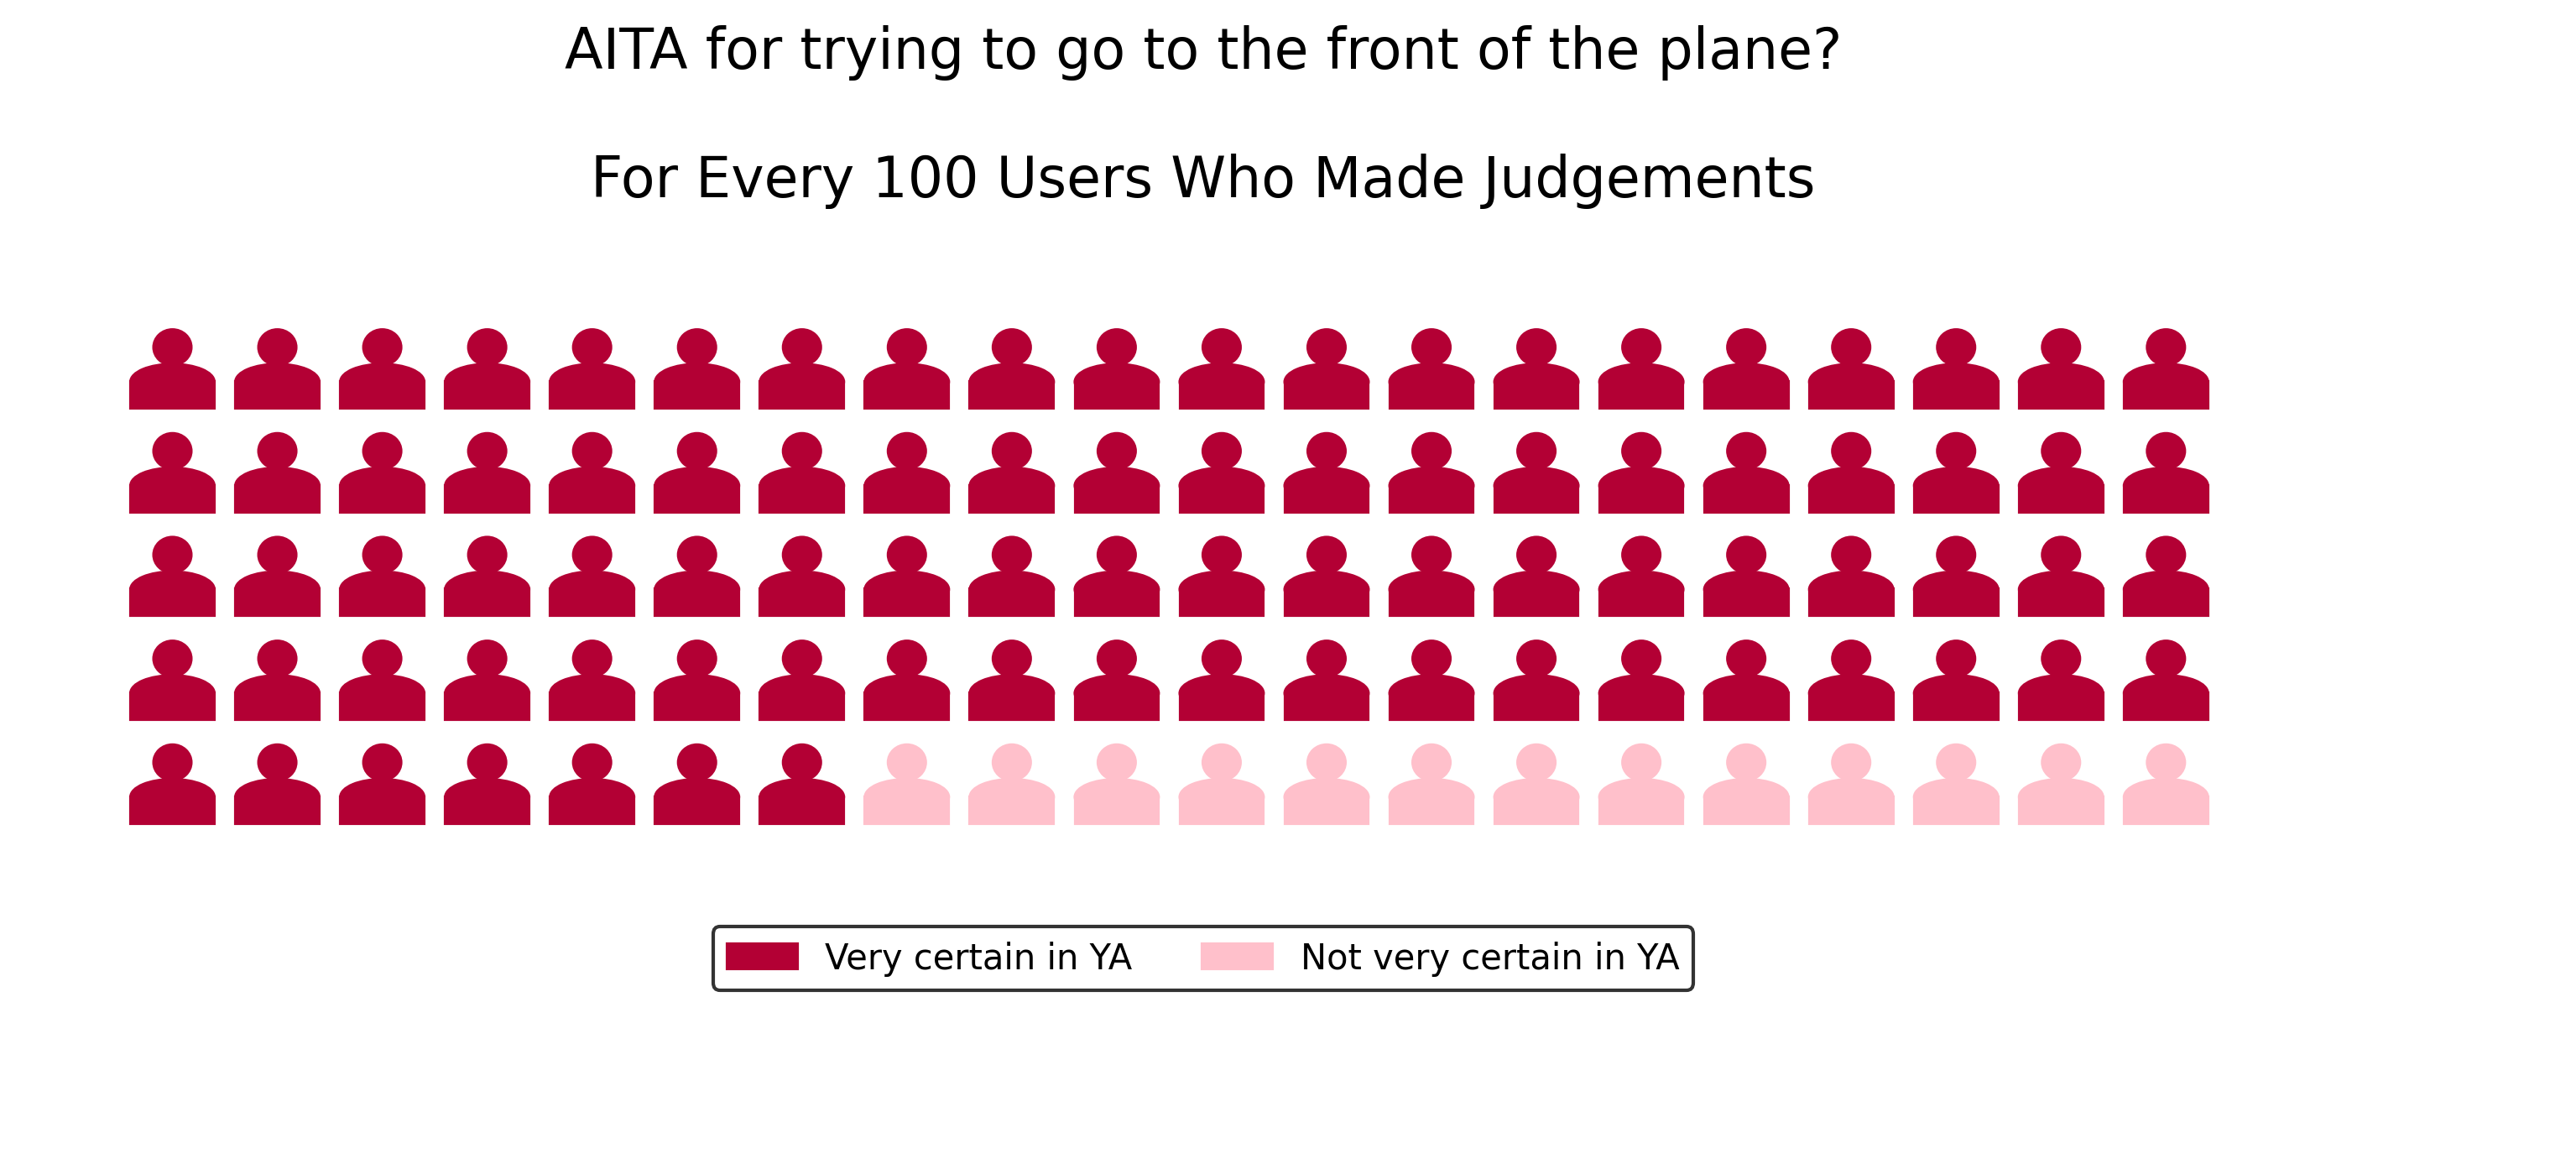 AITA for trying to go to the front of the plane?
For Every 100 Users Who Made Judgements
Very certain in YA
Not very certain in YA